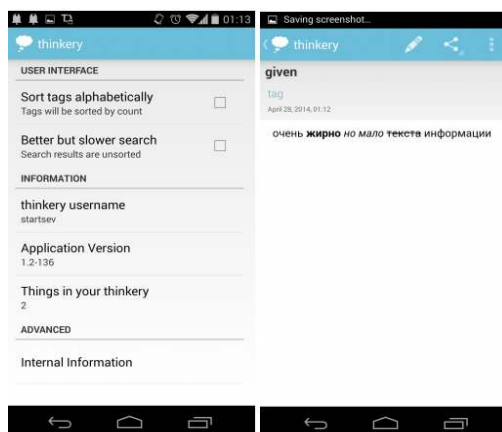 01:13
thinkery
USER INTERFACE
Sort tags alphabetically
Tags will be sorted by count
Better but slower search
Search results are unsorted
INFORMATION
thinkery username
startsev
Application Version
1.2-136
Things in your thinkery
2
ADVANCED
Internal Information
Saving screenshot...
thinkery
given
tag
April 28, 2014, 01:12
очень жирно но мало текста информации